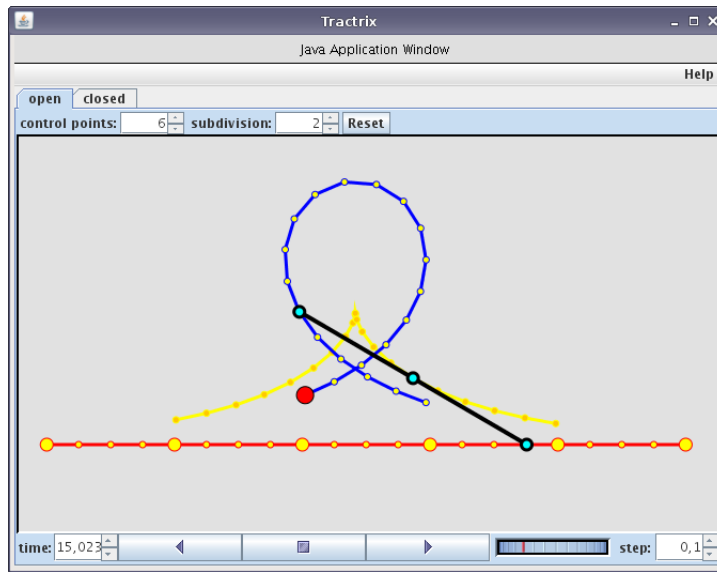 Tractrix
Java Application Window
Help
open closed
control points: 6 subdivision: 2 Reset
time: 15,023 step: 0,1